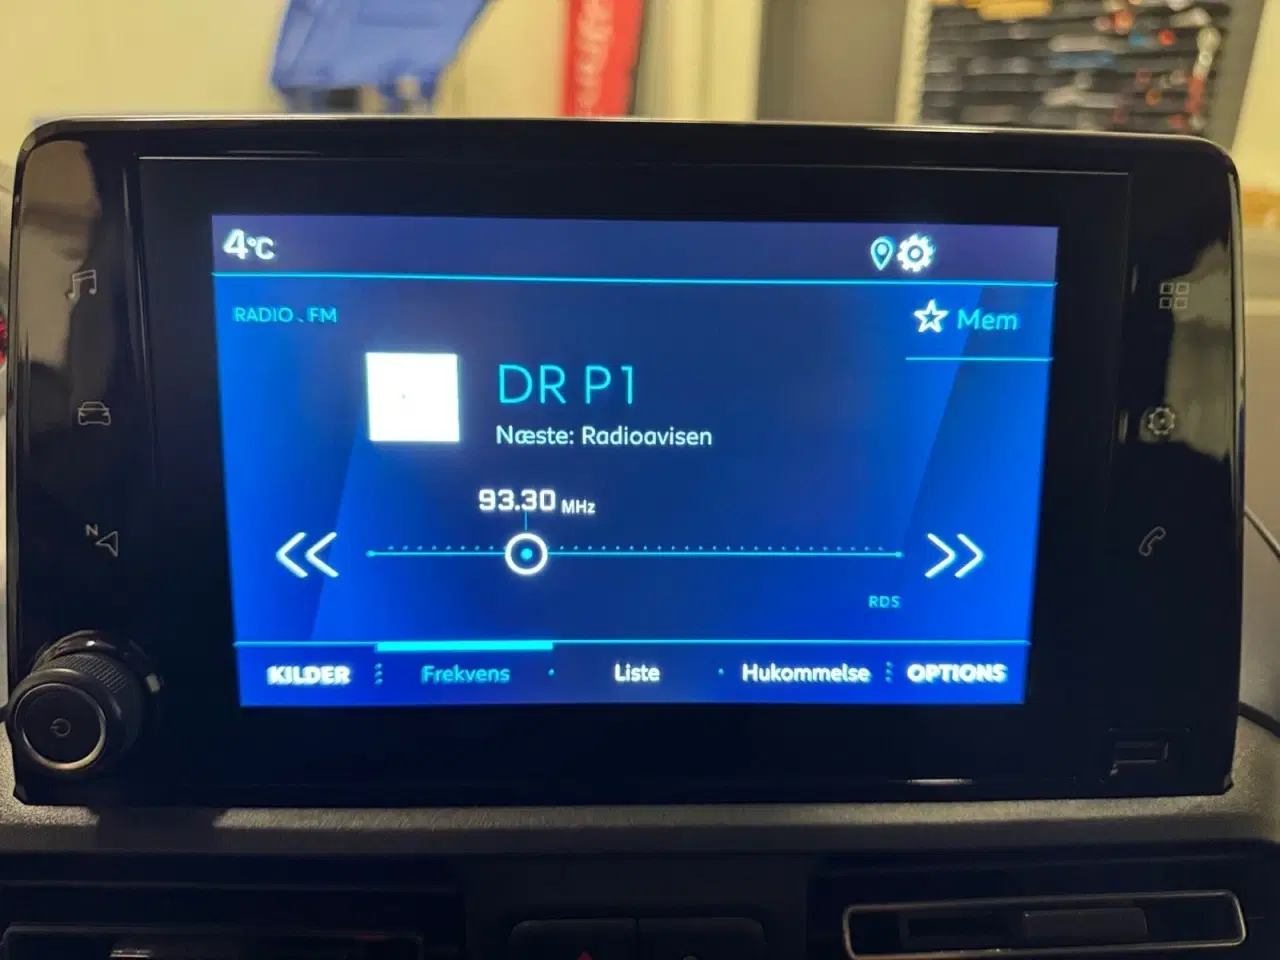 4°C
RADIO . FM
Mem
DR P1
Næste: Radioavisen
93.30 MHz
RDS
N
KILDER
Frekvens
Liste
Hukommelse
OPTIONS